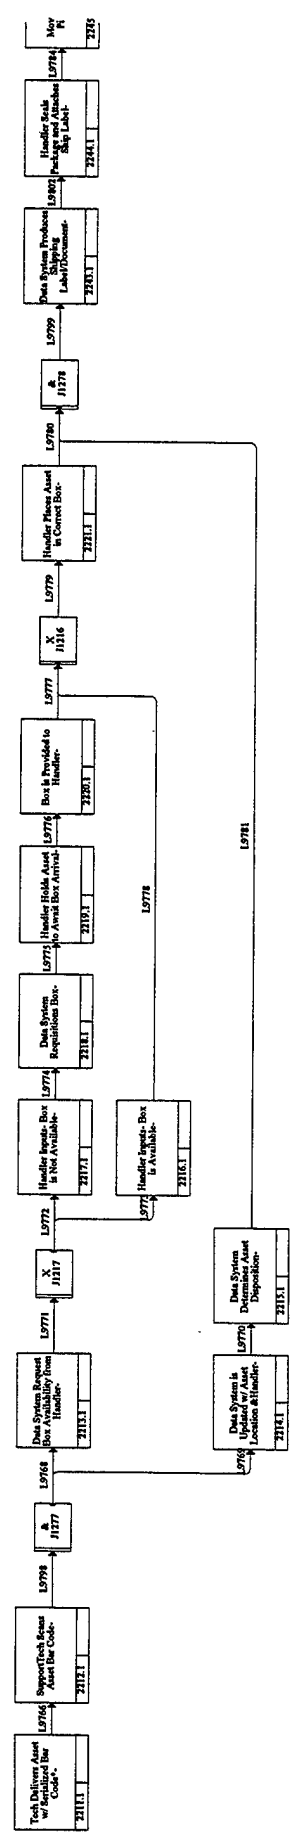 Tech Delivers Asset
w/ Serialized Bar
Code*-
2211.1
L9766
SupportTech Scans
Asset Bar Code-
2212.1
L9798
&
J1277
L9768
Data System Request
Box Availability from
Handler-
2213.1
L9771
X
J1217
L9772
Handler Inputs- Box
is Not Available-
2217.1
L9774
Data System
Requisitions Box-
2218.1
L9775
Handler Holds Asset
to Await Box Arrival-
2219.1
L9776
Box is Provided to
Handler-
2220.1
L9777
X
J1216
L9779
Handler Places Asset
in Correct Box-
2221.1
L9780
&
J1278
L9799
Data System Produces
Shipping
Label/Document-
2243.1
L9802
Handler Seals
Package and Attaches
Ship Label-
2244.1
L9784
Mov
Pi
2245
Handler Inputs- Box
is Available-
2216.1
L9778
L9769
Data System is
Updated w/ Asset
Location & Handler-
2214.1
L9770
Data System
Determines Asset
Disposition-
2215.1
L9781